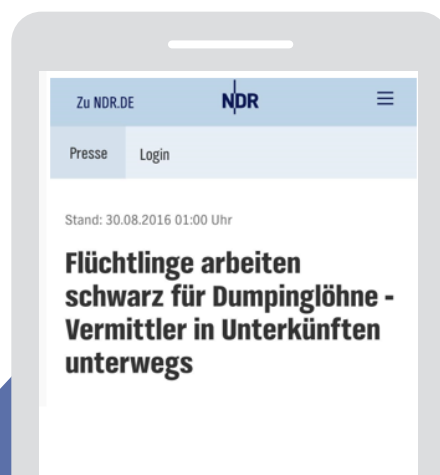 Zu NDR.DE
NDR
Presse Login
Stand: 30.08.2016 01:00 Uhr
Flüchtlinge arbeiten
schwarz für Dumpinglöhne -
Vermittler in Unterkünften
unterwegs